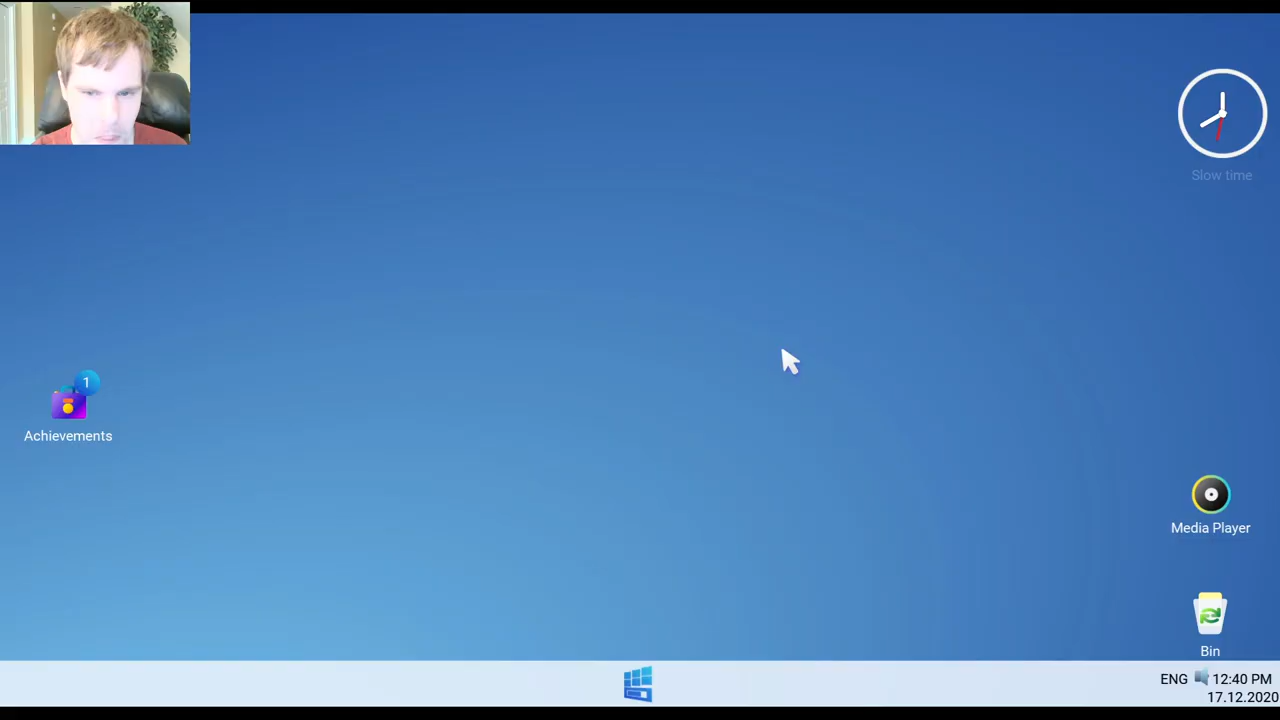 Slow time
1
Achievements
Media Player
Bin
ENG 12:40 PM
17.12.2020